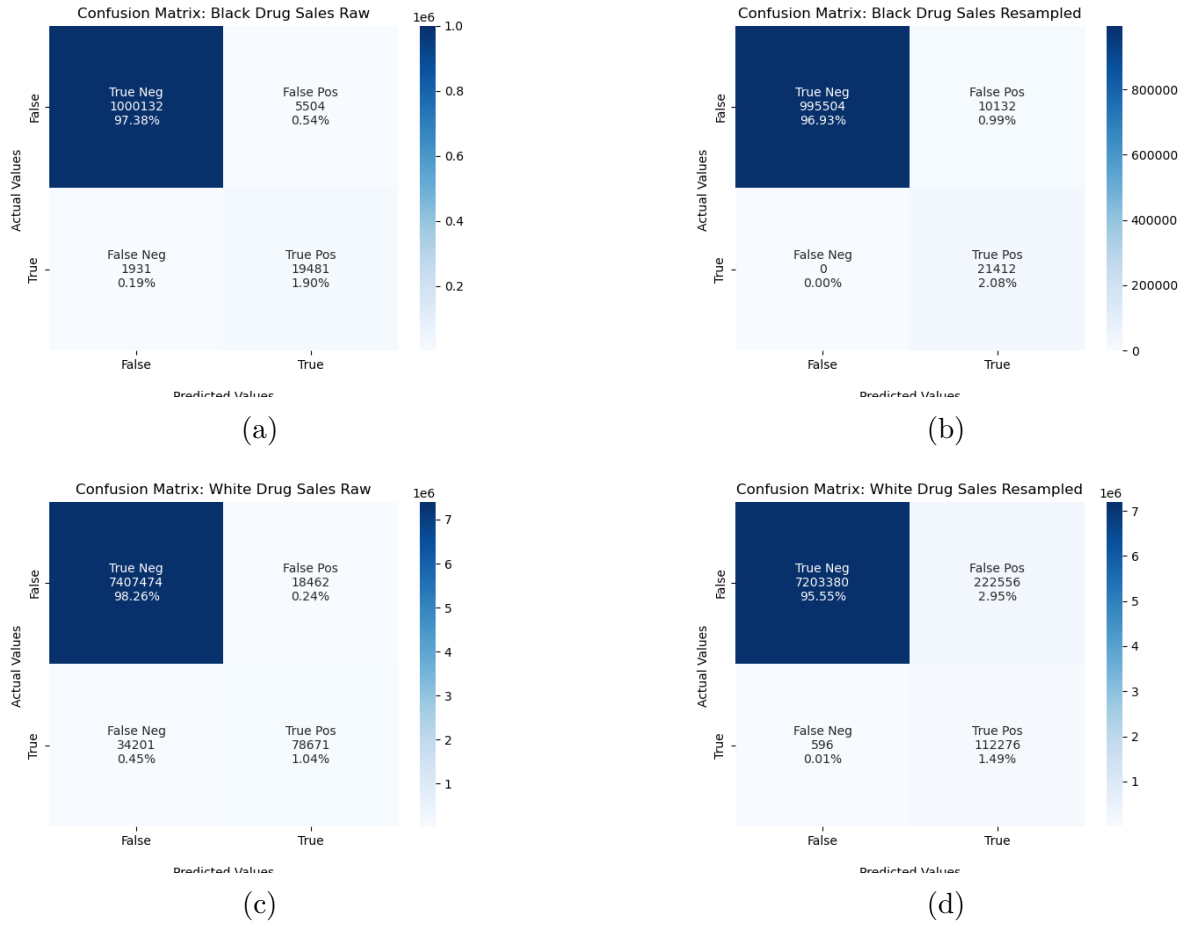 Confusion Matrix: Black Drug Sales Raw
1e6
True Neg
1000132
97.38%
False Pos
5504
0.54%
False Neg
1931
0.19%
True Pos
19481
1.90%
False
True
Actual Values
False
True
Predicted Values
1.0
0.8
0.6
0.4
0.2
(a)
Confusion Matrix: Black Drug Sales Resampled
True Neg
995504
96.93%
False Pos
10132
0.99%
False Neg
0
0.00%
True Pos
21412
2.08%
False
True
Actual Values
False
True
Predicted Values
800000
600000
400000
200000
0
(b)
Confusion Matrix: White Drug Sales Raw
1e6
True Neg
7407474
98.26%
False Pos
18462
0.24%
False Neg
34201
0.45%
True Pos
78671
1.04%
False
True
Actual Values
False
True
Predicted Values
7
6
5
4
3
2
1
(c)
Confusion Matrix: White Drug Sales Resampled
1e6
True Neg
7203380
95.55%
False Pos
222556
2.95%
False Neg
596
0.01%
True Pos
112276
1.49%
False
True
Actual Values
False
True
Predicted Values
7
6
5
4
3
2
1
(d)